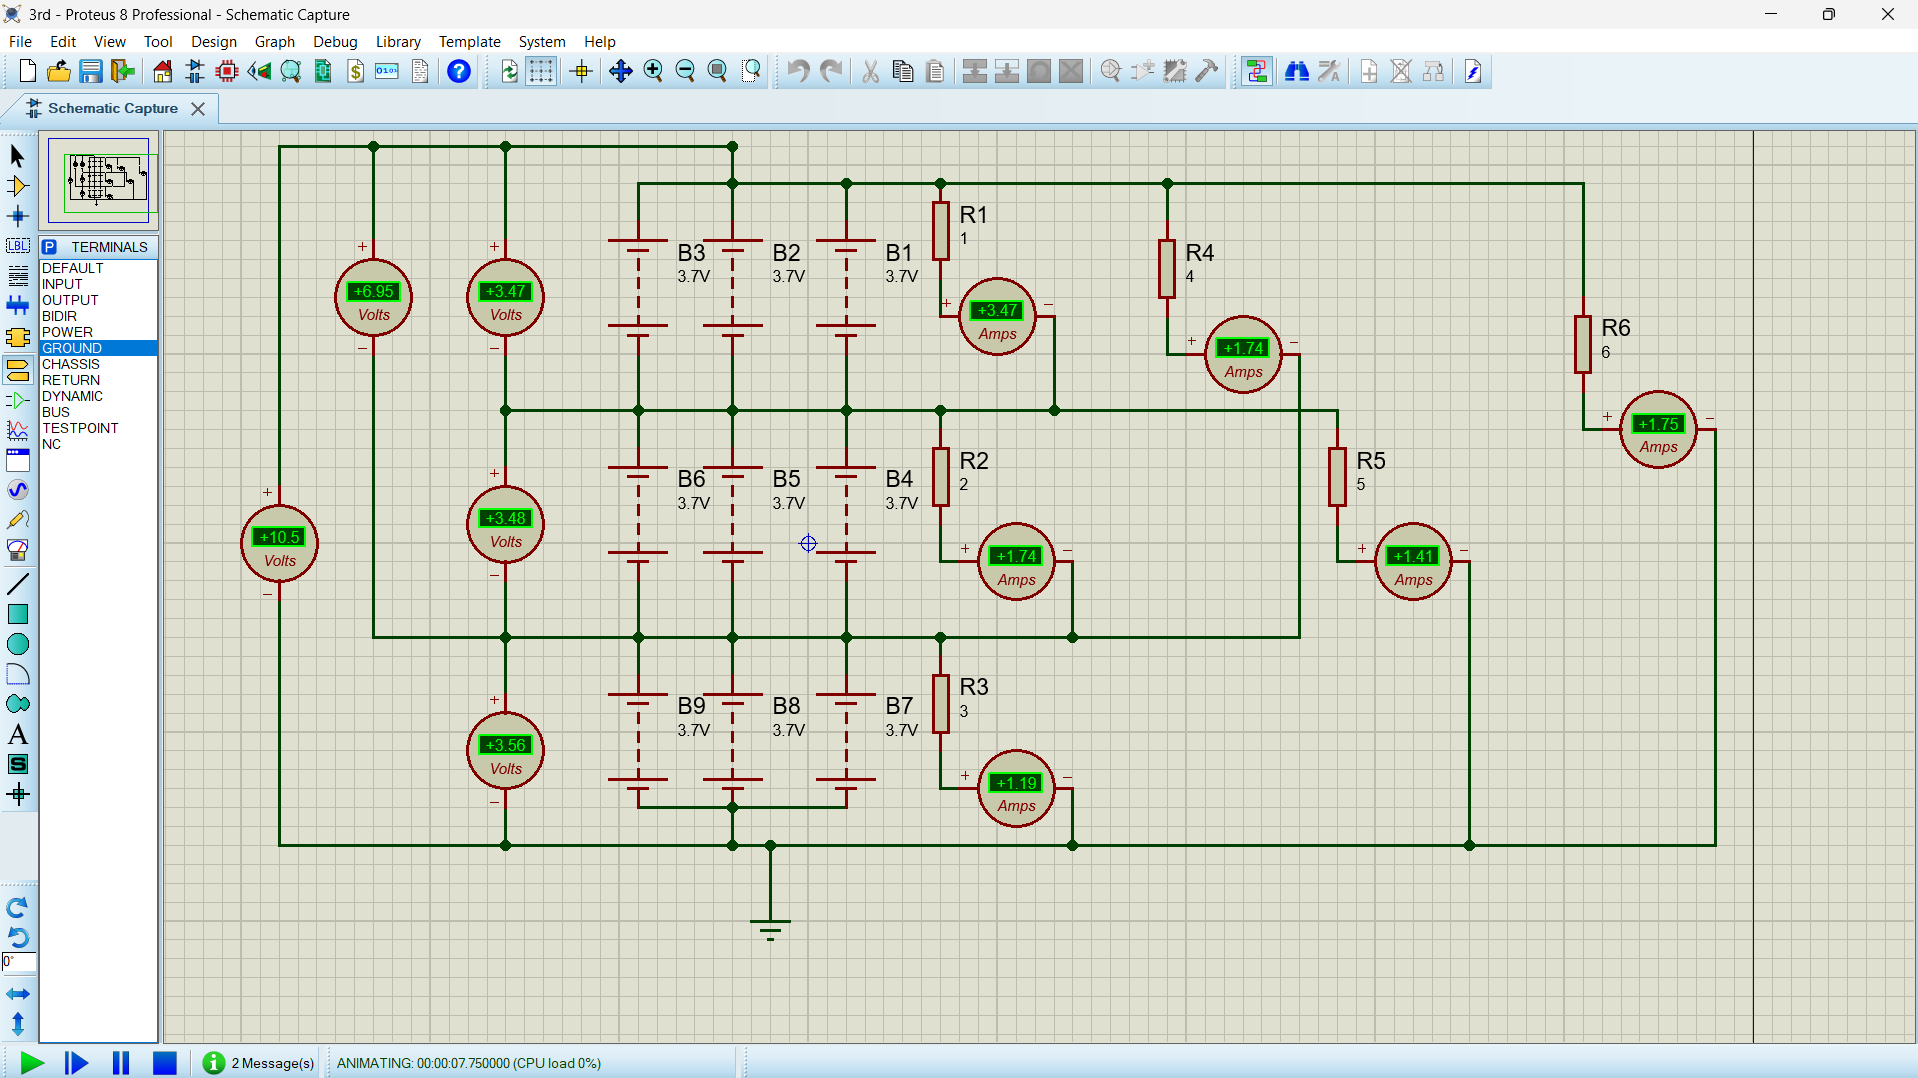 3rd - Proteus 8 Professional - Schematic Capture
File Edit View Tool Design Graph Debug Library Template System Help
Schematic Capture
P TERMINALS
DEFAULT
INPUT
OUTPUT
BIDIR
POWER
GROUND
CHASSIS
RETURN
DYNAMIC
BUS
TESTPOINT
NC
LBL
A
S
0°
$
0101
?
R1
1
R4
4
R6
6
B3
3.7V
B2
3.7V
B1
3.7V
+6.95
Volts
+3.47
Volts
+3.47
Amps
+1.74
Amps
+1.75
Amps
R2
2
R5
5
B6
3.7V
B5
3.7V
B4
3.7V
+10.5
Volts
+3.48
Volts
+1.74
Amps
+1.41
Amps
R3
3
B9
3.7V
B8
3.7V
B7
3.7V
+3.56
Volts
+1.19
Amps
2 Message(s)
ANIMATING: 00:00:07.750000 (CPU load 0%)